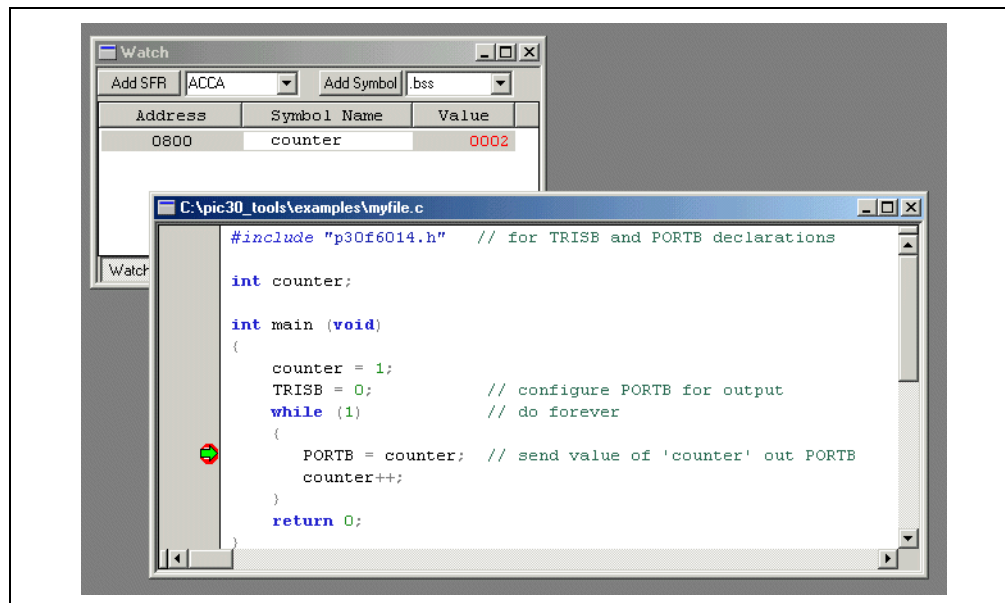 Watch
Add SFR ACCA Add Symbol .bss
Address Symbol Name Value
0800 counter 0002
Watch
C:\pic30_tools\examples\myfile.c
#include "p30f6014.h" // for TRISB and PORTB declarations
int counter;
int main (void)
{
counter = 1;
TRISB = 0; // configure PORTB for output
while (1) // do forever
{
PORTB = counter; // send value of 'counter' out PORTB
counter++;
}
return 0;
}